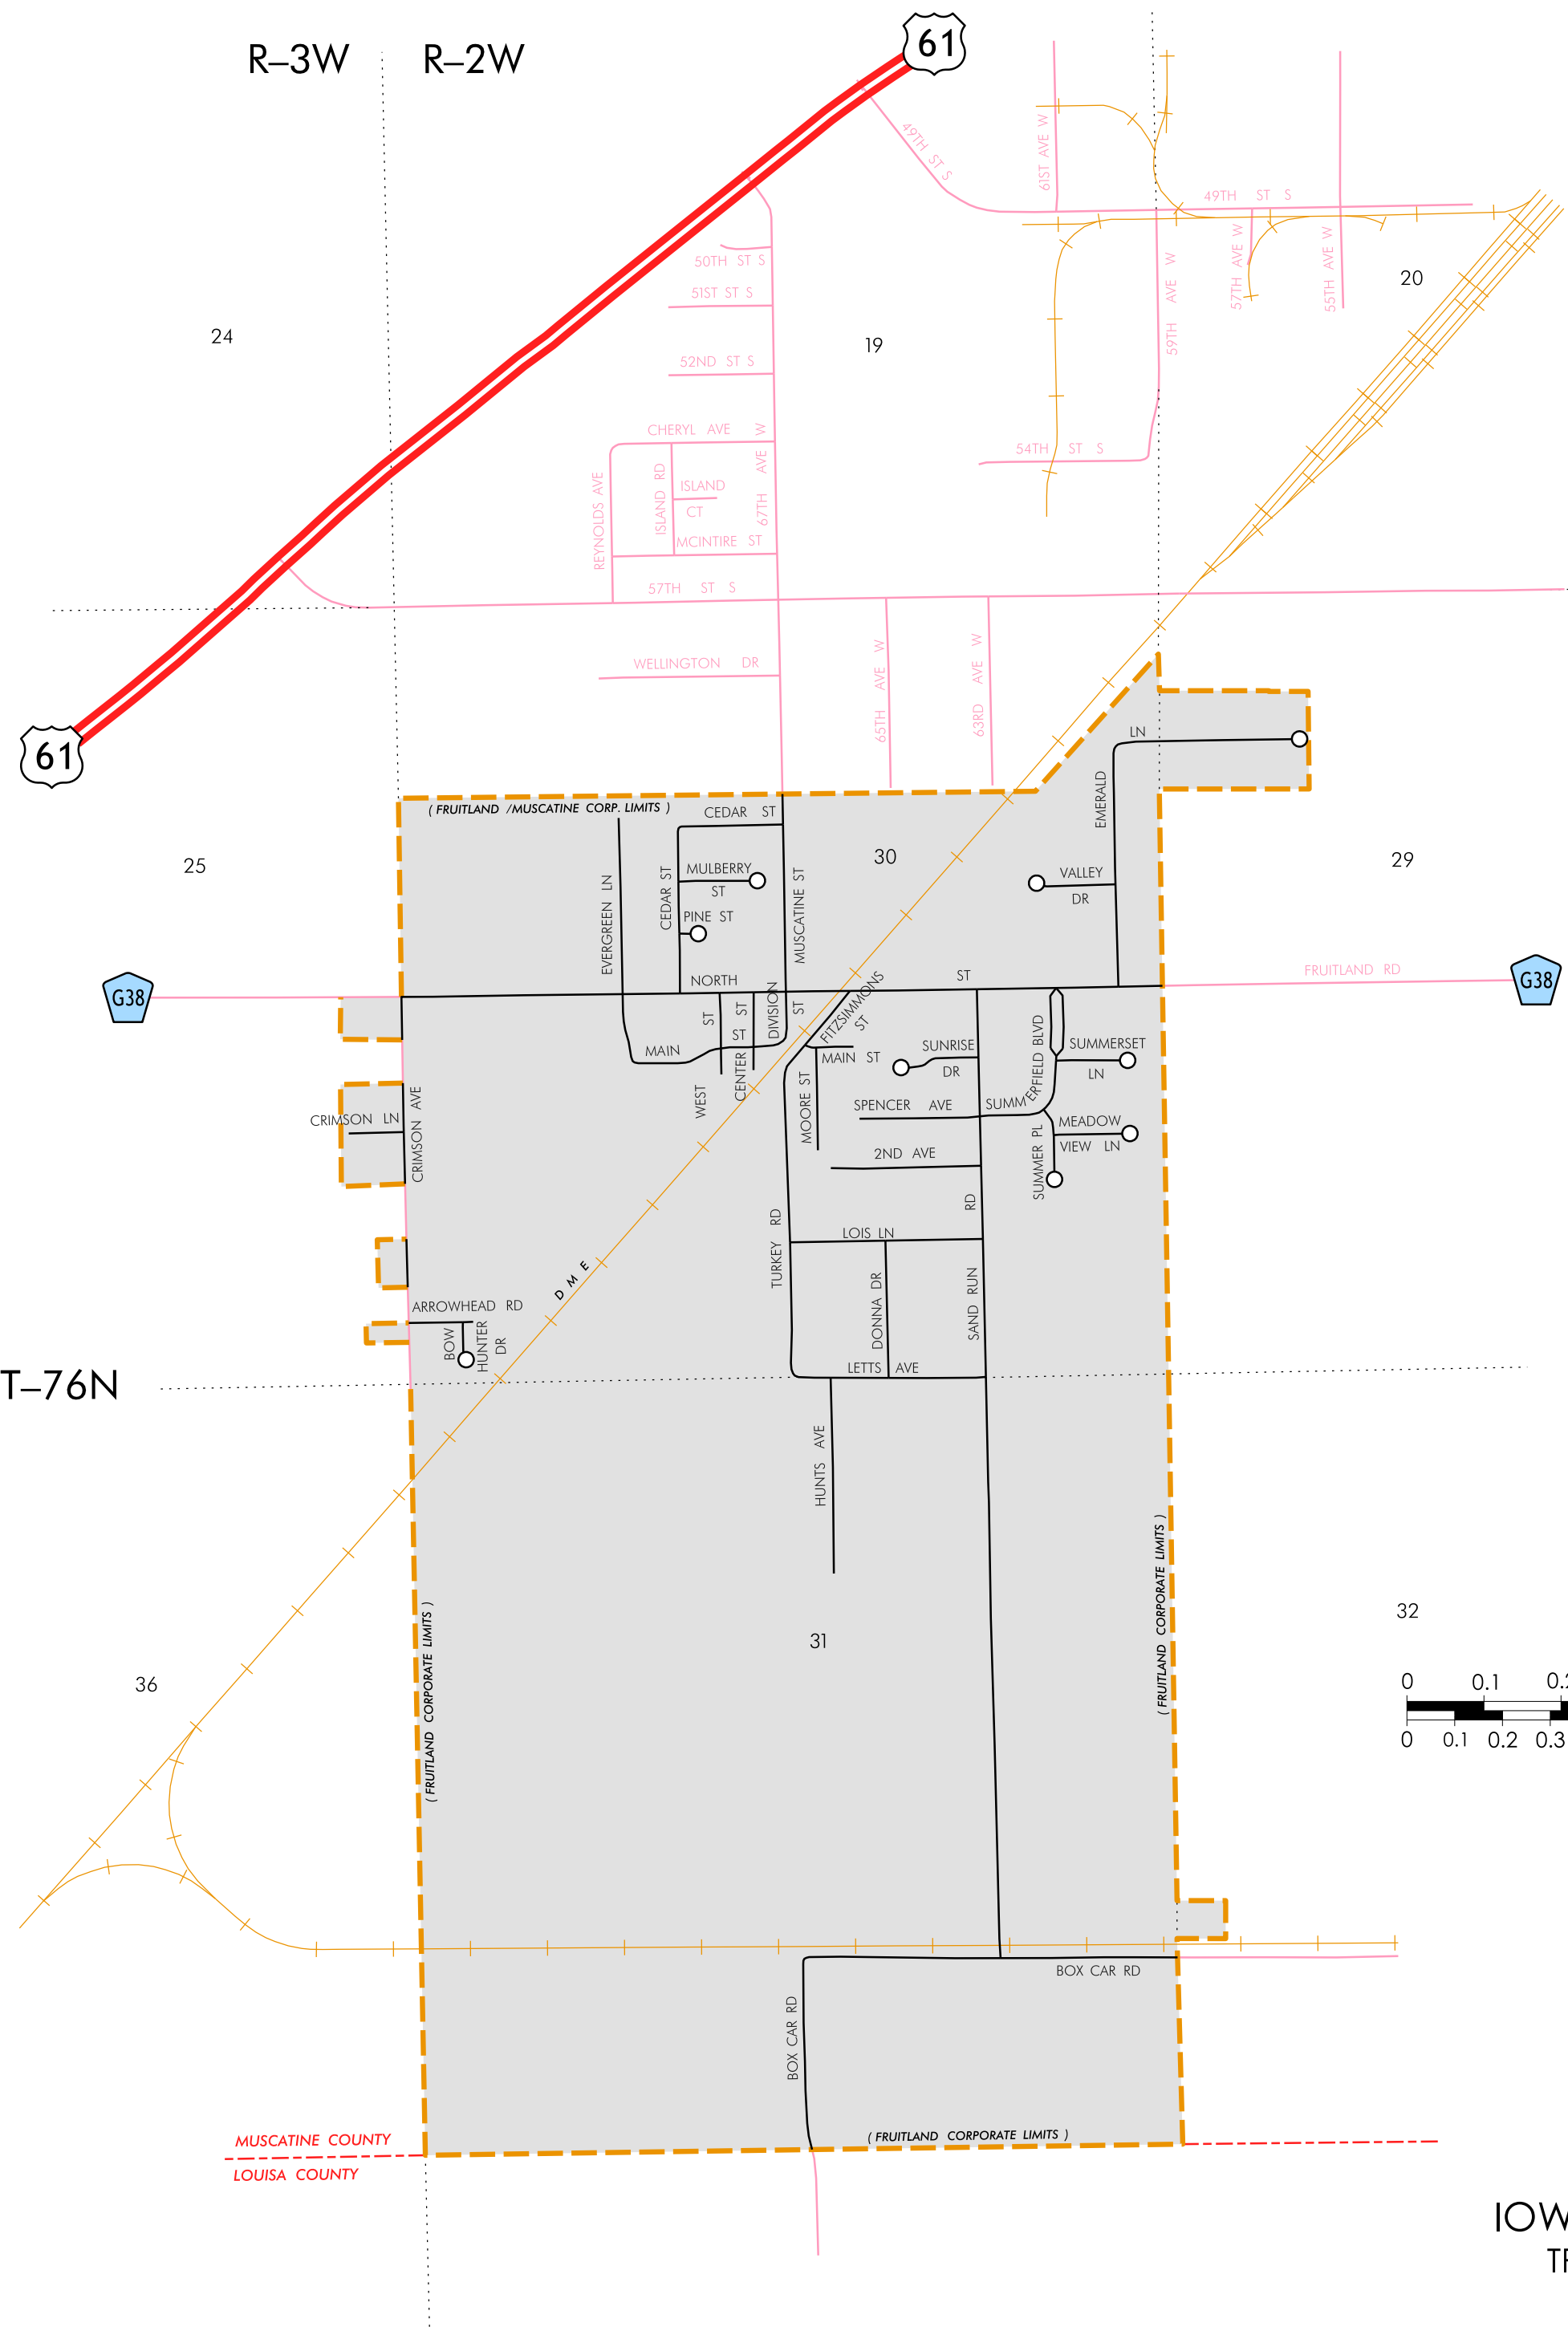 R–3W
R–2W
61
49TH ST S
61ST AVE W
49TH ST S
50TH ST S
51ST ST S
57TH AVE W
55TH AVE W
59TH AVE W
20
24
19
52ND ST S
CHERYL AVE
67TH AVE W
54TH ST S
REYNOLDS AVE
ISLAND RD
ISLAND
CT
MCINTIRE ST
57TH ST S
WELLINGTON DR
65TH AVE W
63RD AVE W
61
LN
EMERALD
( FRUITLAND /MUSCATINE CORP. LIMITS )
CEDAR ST
25
30
29
EVERGREEN LN
CEDAR ST
MULBERRY
ST
PINE ST
MUSCATINE ST
VALLEY
DR
G38
NORTH ST
FRUITLAND RD
G38
MAIN ST
WEST ST
CENTER ST
DIVISION ST
FITZSIMMONS
ST
MAIN ST
MOORE ST
SUNRISE
DR
SUMMERFIELD BLVD
SUMMERSET
LN
CRIMSON LN
CRIMSON AVE
SPENCER AVE
MEADOW
VIEW LN
SUMMER PL
2ND AVE
TURKEY RD
LOIS LN
SAND RUN RD
DONNA DR
D M E
ARROWHEAD RD
BOW
HUNTER
DR
LETTS AVE
T–76N
HUNTS AVE
( FRUITLAND CORPORATE LIMITS )
( FRUITLAND CORPORATE LIMITS )
31
32
36
0 0.1 0.2
0 0.1 0.2 0.3
BOX CAR RD
BOX CAR RD
( FRUITLAND CORPORATE LIMITS )
MUSCATINE COUNTY
LOUISA COUNTY